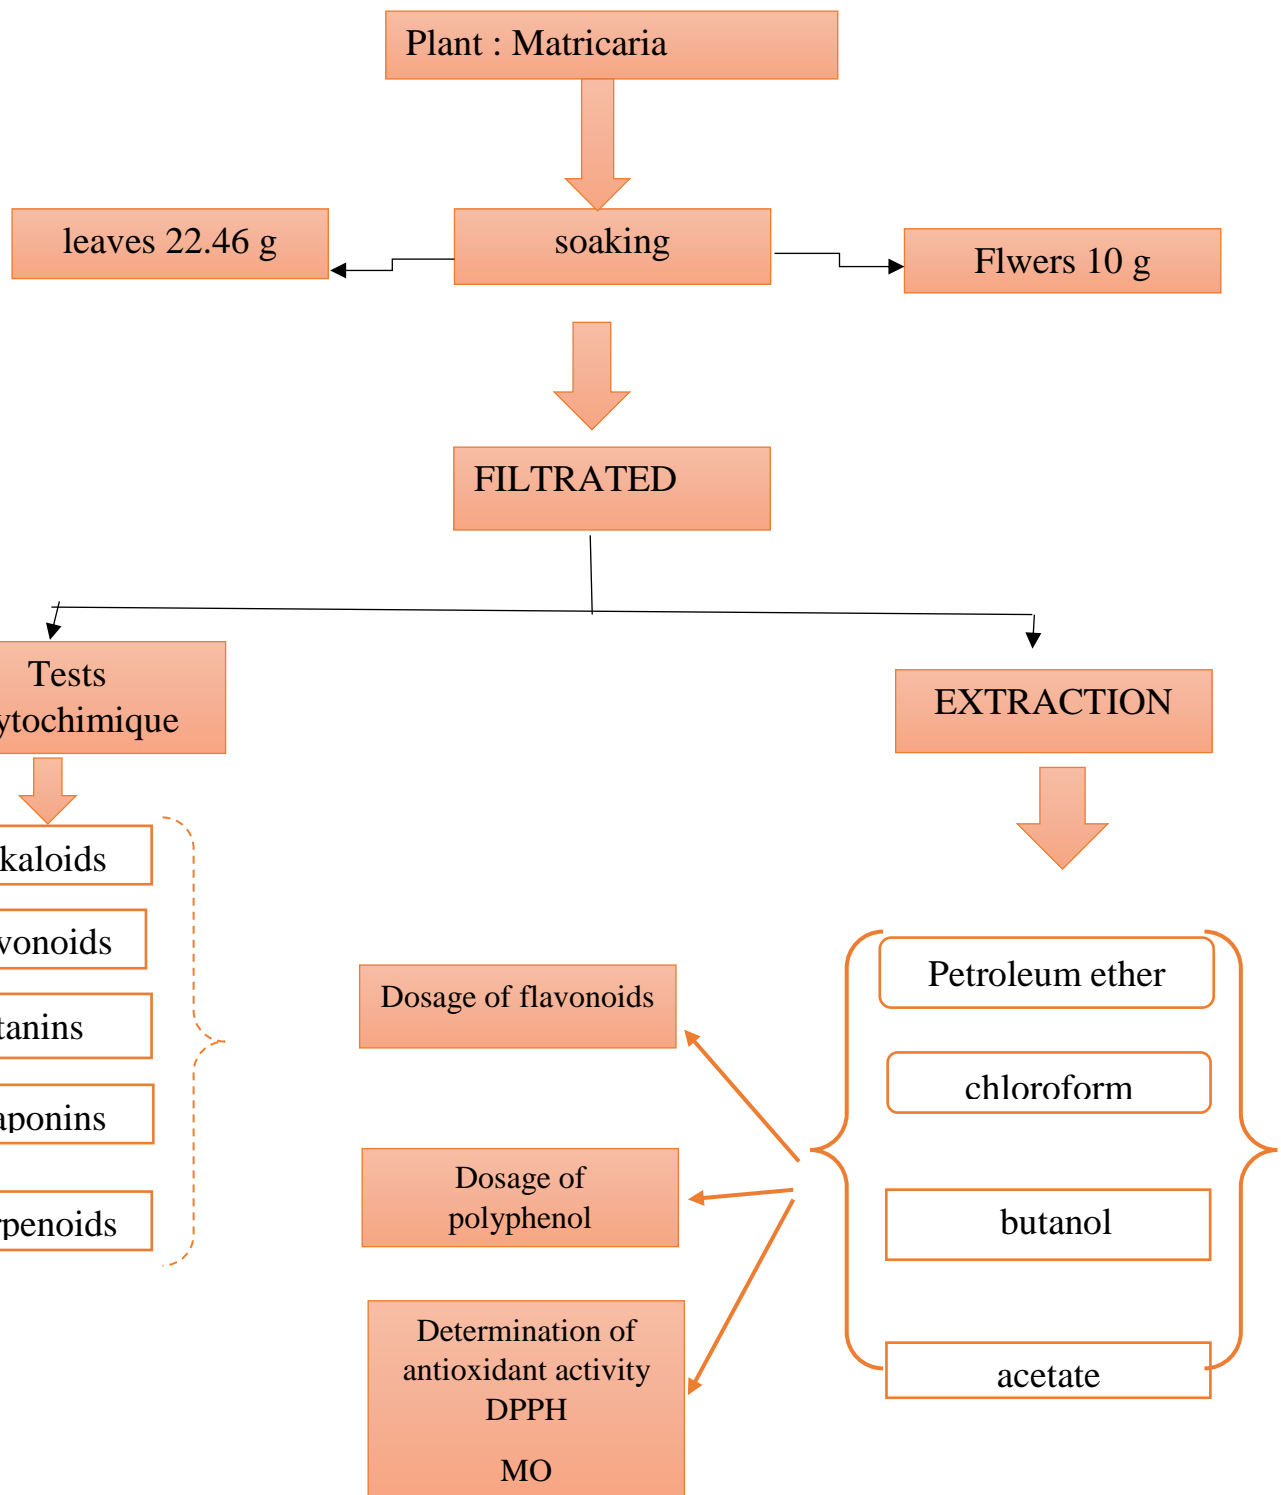 Plant : Matricaria
leaves 22.46 g
soaking
Flwers 10 g
FILTRATED
Tests
ytochimique
EXTRACTION
kaloids
vonoids
tanins
aponins
rpenoids
Petroleum ether
chloroform
butanol
acetate
Dosage of flavonoids
Dosage of
polyphenol
Determination of
antioxidant activity
DPPH
MO